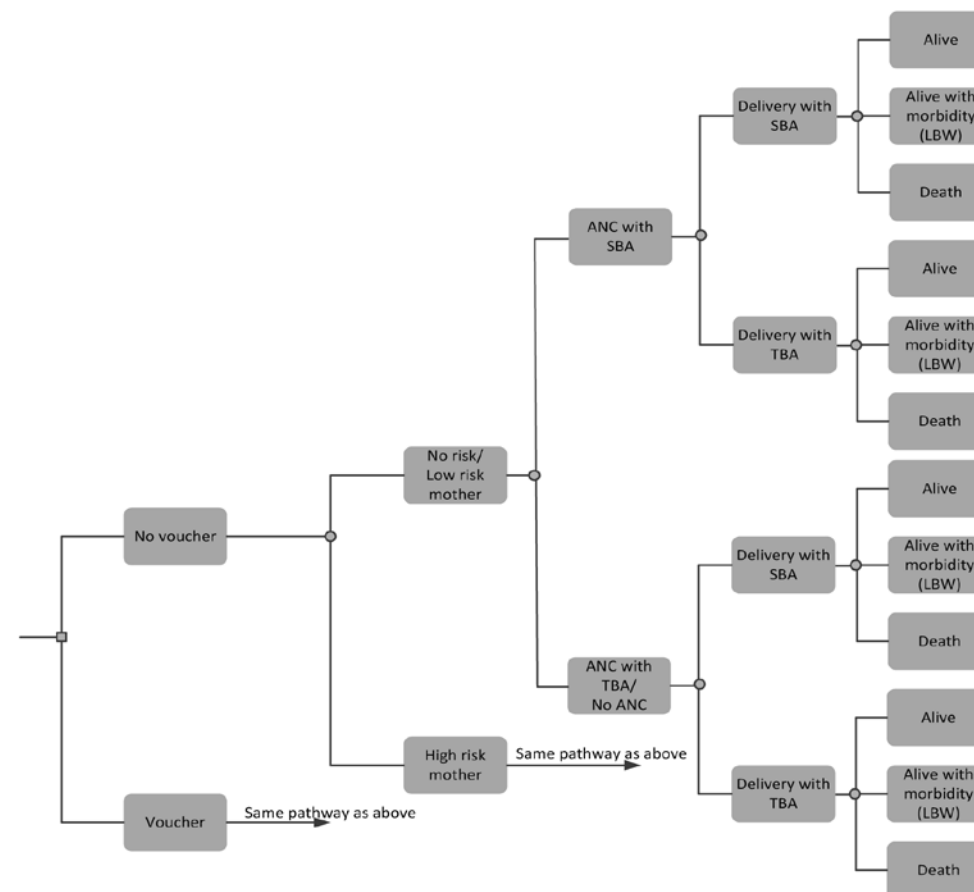 Alive
Delivery with
SBA
Alive with
morbidity
(LBW)
Death
ANC with
SBA
Alive
Delivery with
TBA
Alive with
morbidity
(LBW)
Death
No risk/
Low risk
mother
Alive
No voucher
Delivery with
SBA
Alive with
morbidity
(LBW)
Death
ANC with
TBA/
No ANC
Alive
High risk
mother
Same pathway as above
Delivery with
TBA
Alive with
morbidity
(LBW)
Voucher
Same pathway as above
Death